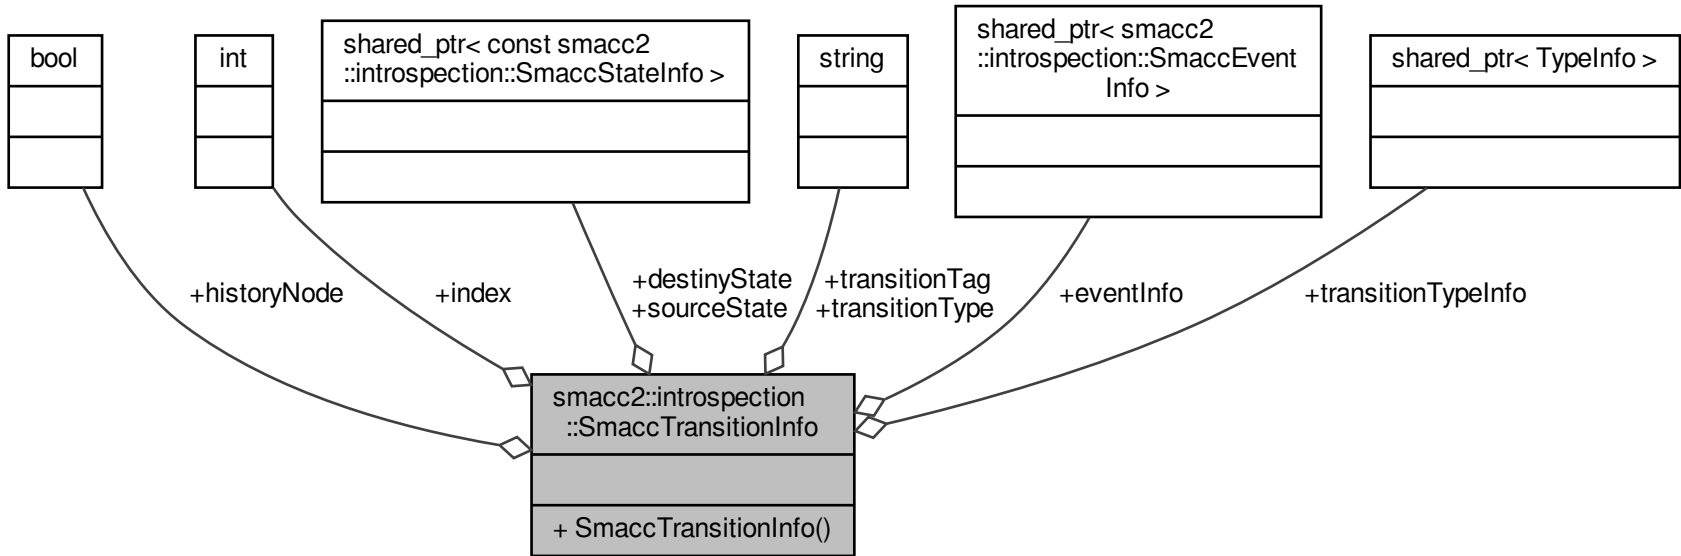 bool
int
shared_ptr< const smacc2
::introspection::SmaccStateInfo >
string
shared_ptr< smacc2
::introspection::SmaccEvent
Info >
shared_ptr< TypeInfo >
+historyNode
+index
+destinyState
+sourceState
+transitionTag
+transitionType
+eventInfo
+transitionTypeInfo
smacc2::introspection
::SmaccTransitionInfo
+ SmaccTransitionInfo()